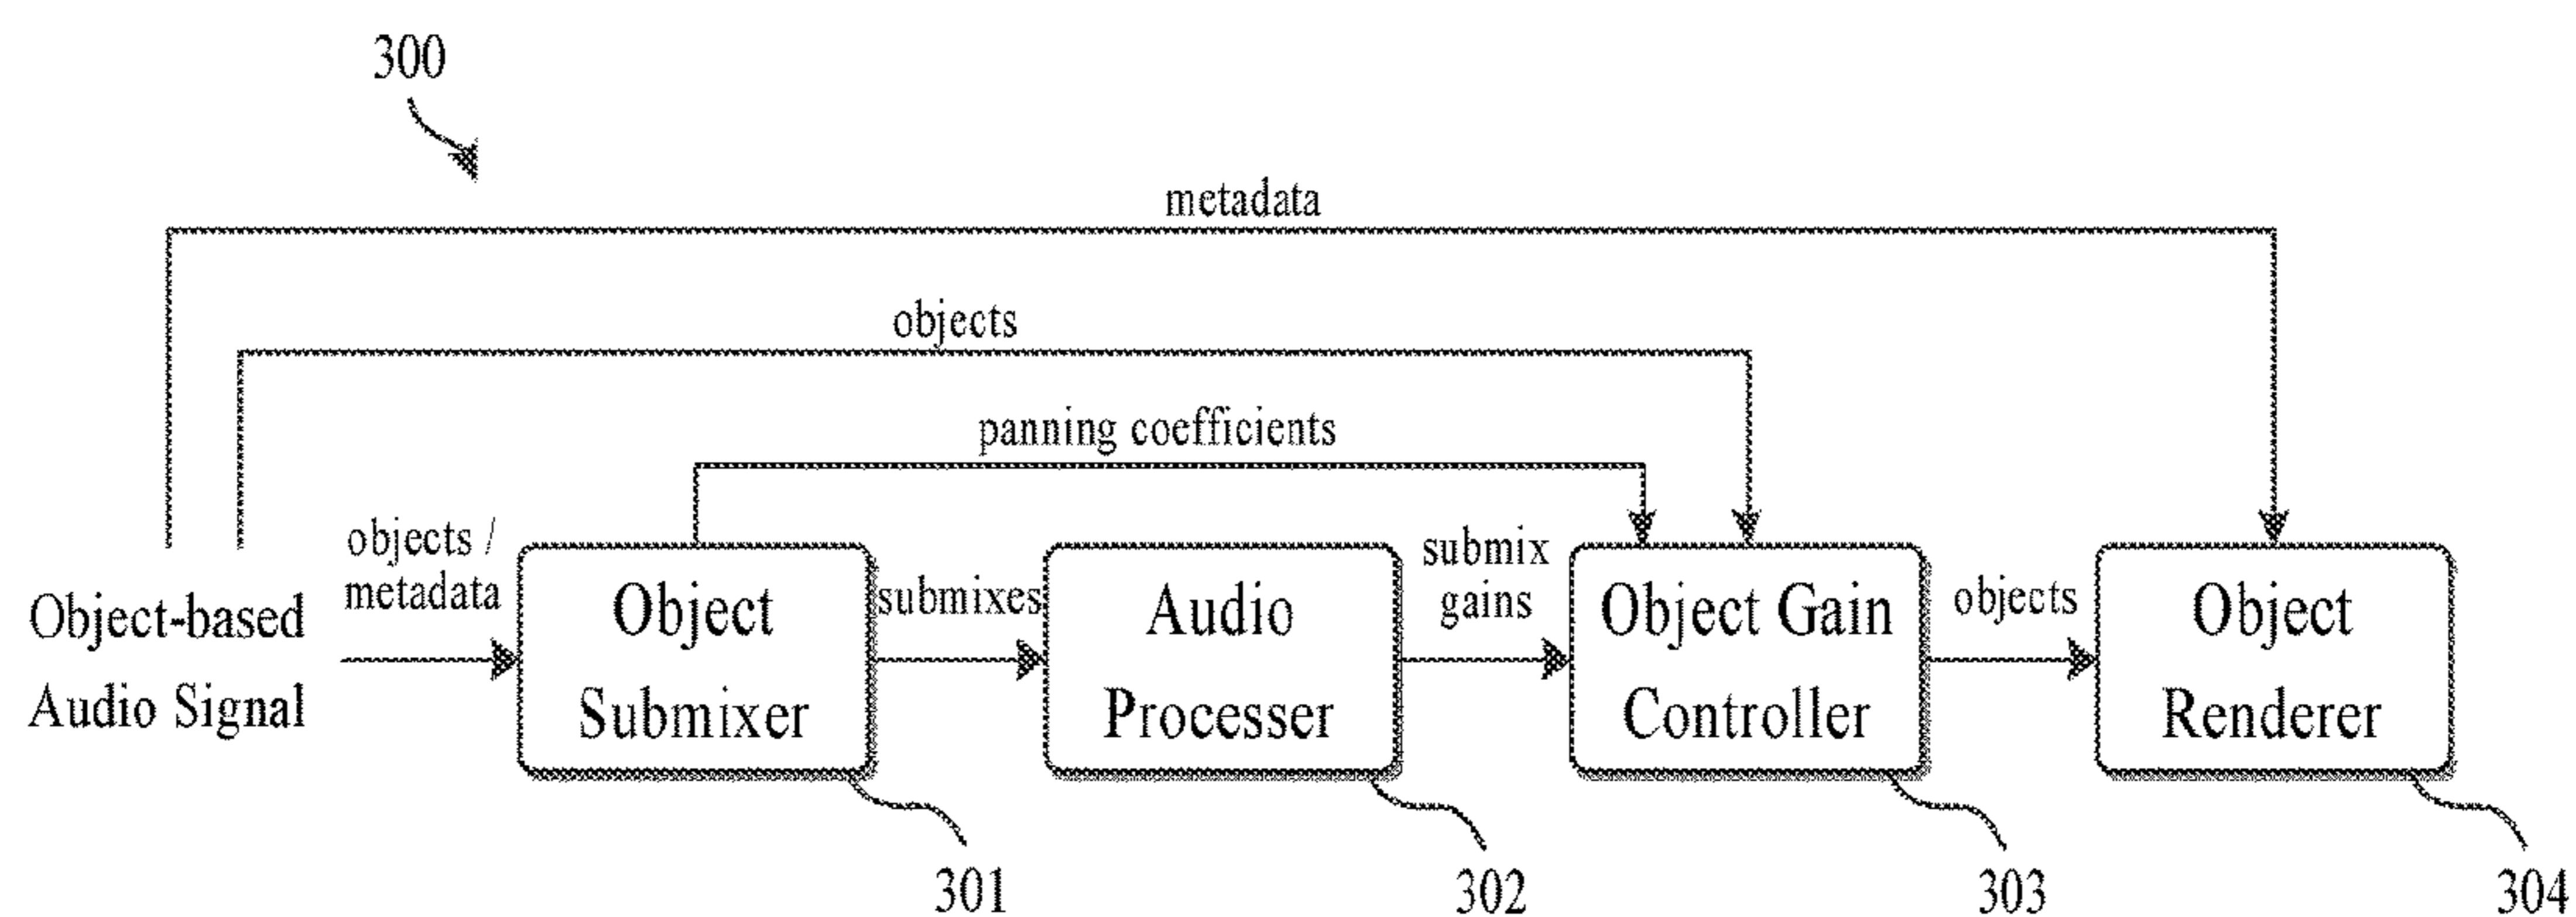 300
metadata
objects
panning coefficients
objects /
metadata
submixes
submix
gains
objects
Object-based
Audio Signal
Object
Submixer
Audio
Processer
Object Gain
Controller
Object
Renderer
301
302
303
304